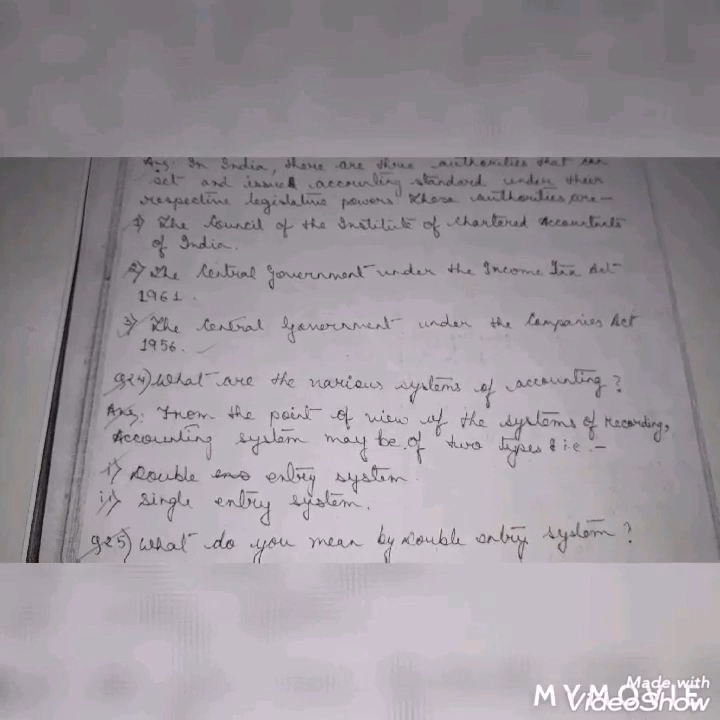 Ans: In India, there are three authorities that can
set and issue accounting standard under their
respective legislative powers. Those authorities are -
1) The Council of the Institute of Chartered Accountants
of India.
2) The Central Government under the Income Tax Act
1961.
3) The Central Government under the Companies Act
1956.
Q24) What are the various systems of accounting?
Ans: From the point of view of the systems of recording,
Accounting system may be of two types i.e. -
i) Double entry system
ii) Single entry system.
Q25) What do you mean by Double entry system?
Made with
MYMOVIE
VideoShow